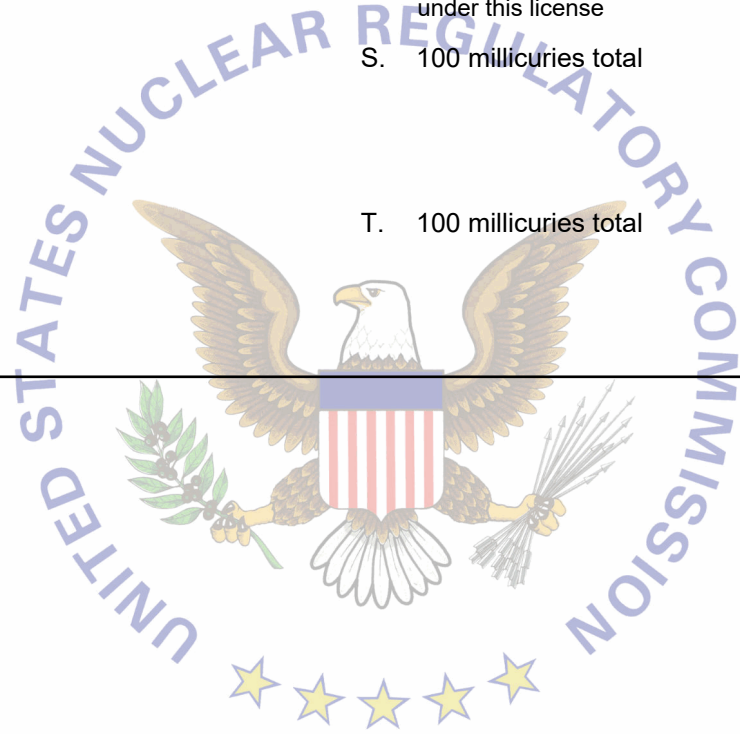 under this license
S. 100 millicuries total
T. 100 millicuries total
UNITED STATES NUCLEAR REGULATORY COMMISSION